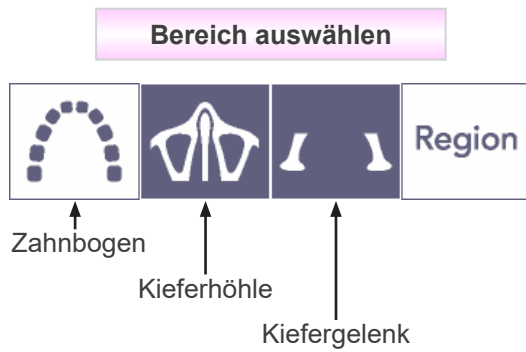 Bereich auswählen
Region
Zahnbogen
Kieferhöhle
Kiefergelenk